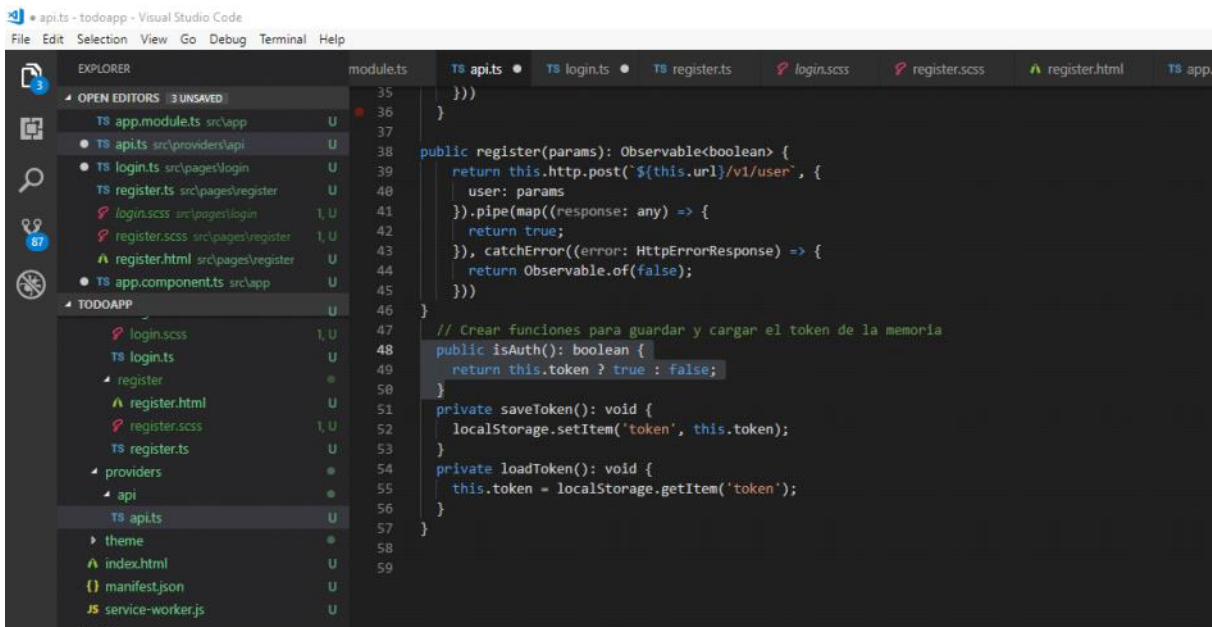 ● api.ts - todoapp - Visual Studio Code
File Edit Selection View Go Debug Terminal Help
EXPLORER
module.ts TS api.ts ● TS login.ts ● TS register.ts login.scss register.scss register.html TS app.
3
OPEN EDITORS 3 UNSAVED
TS app.module.ts src\app U
● TS api.ts src\providers\api U
● TS login.ts src\pages\login U
TS register.ts src\pages\register U
login.scss src\pages\login 1, U
87
register.scss src\pages\register 1, U
register.html src\pages\register U
● TS app.component.ts src\app U
TODOAPP U
login.scss 1, U
TS login.ts U
register
register.html U
register.scss 1, U
TS register.ts U
providers
api
TS api.ts U
theme
index.html U
{} manifest.json U
JS service-worker.js U
35 }))
36 }
37
38 public register(params): Observable<boolean> {
39 return this.http.post(`${this.url}/v1/user`, {
40 user: params
41 }).pipe(map((response: any) => {
42 return true;
43 }), catchError((error: HttpErrorResponse) => {
44 return Observable.of(false);
45 }))
46 }
47 // Crear funciones para guardar y cargar el token de la memoria
48 public isAuth(): boolean {
49 return this.token ? true : false;
50 }
51 private saveToken(): void {
52 localStorage.setItem('token', this.token);
53 }
54 private loadToken(): void {
55 this.token = localStorage.getItem('token');
56 }
57 }
58
59